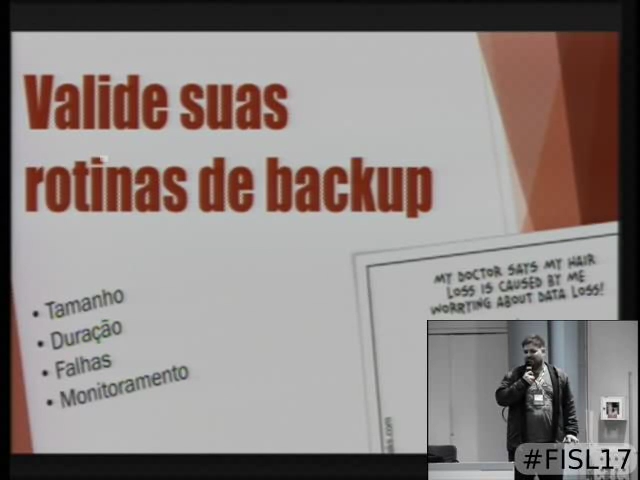 Valide suas
rotinas de backup
• Tamanho
• Duração
• Falhas
• Monitoramento
MY DOCTOR SAYS MY HAIR
LOSS IS CAUSED BY ME
WORRYING ABOUT DATA LOSS!
#FISL17